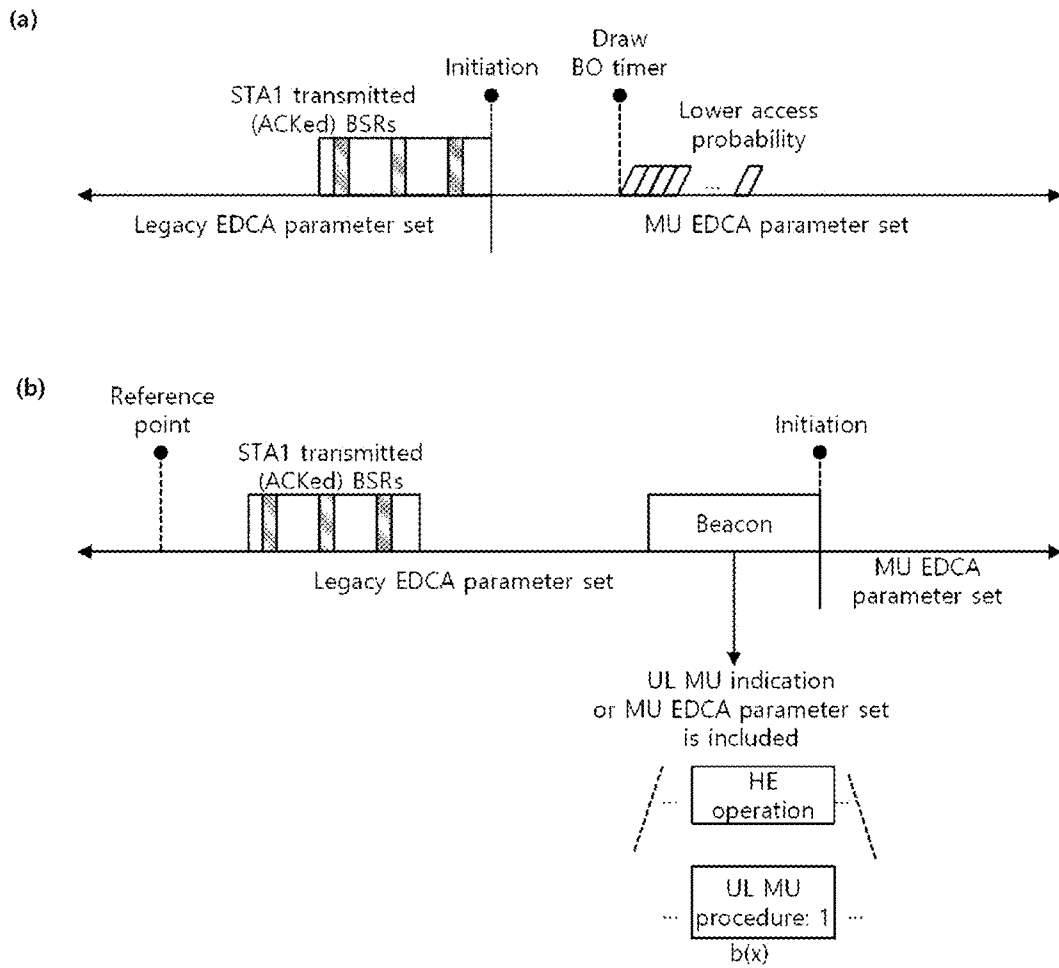 (a)
Draw
BO timer
Initiation
STA1 transmitted
(ACKed) BSRs
Lower access
probability
...
Legacy EDCA parameter set
MU EDCA parameter set
(b)
Reference
point
Initiation
STA1 transmitted
(ACKed) BSRs
Beacon
Legacy EDCA parameter set
MU EDCA
parameter set
UL MU indication
or MU EDCA parameter set
is included
... HE ...
operation
UL MU
... procedure: 1 ...
b(x)